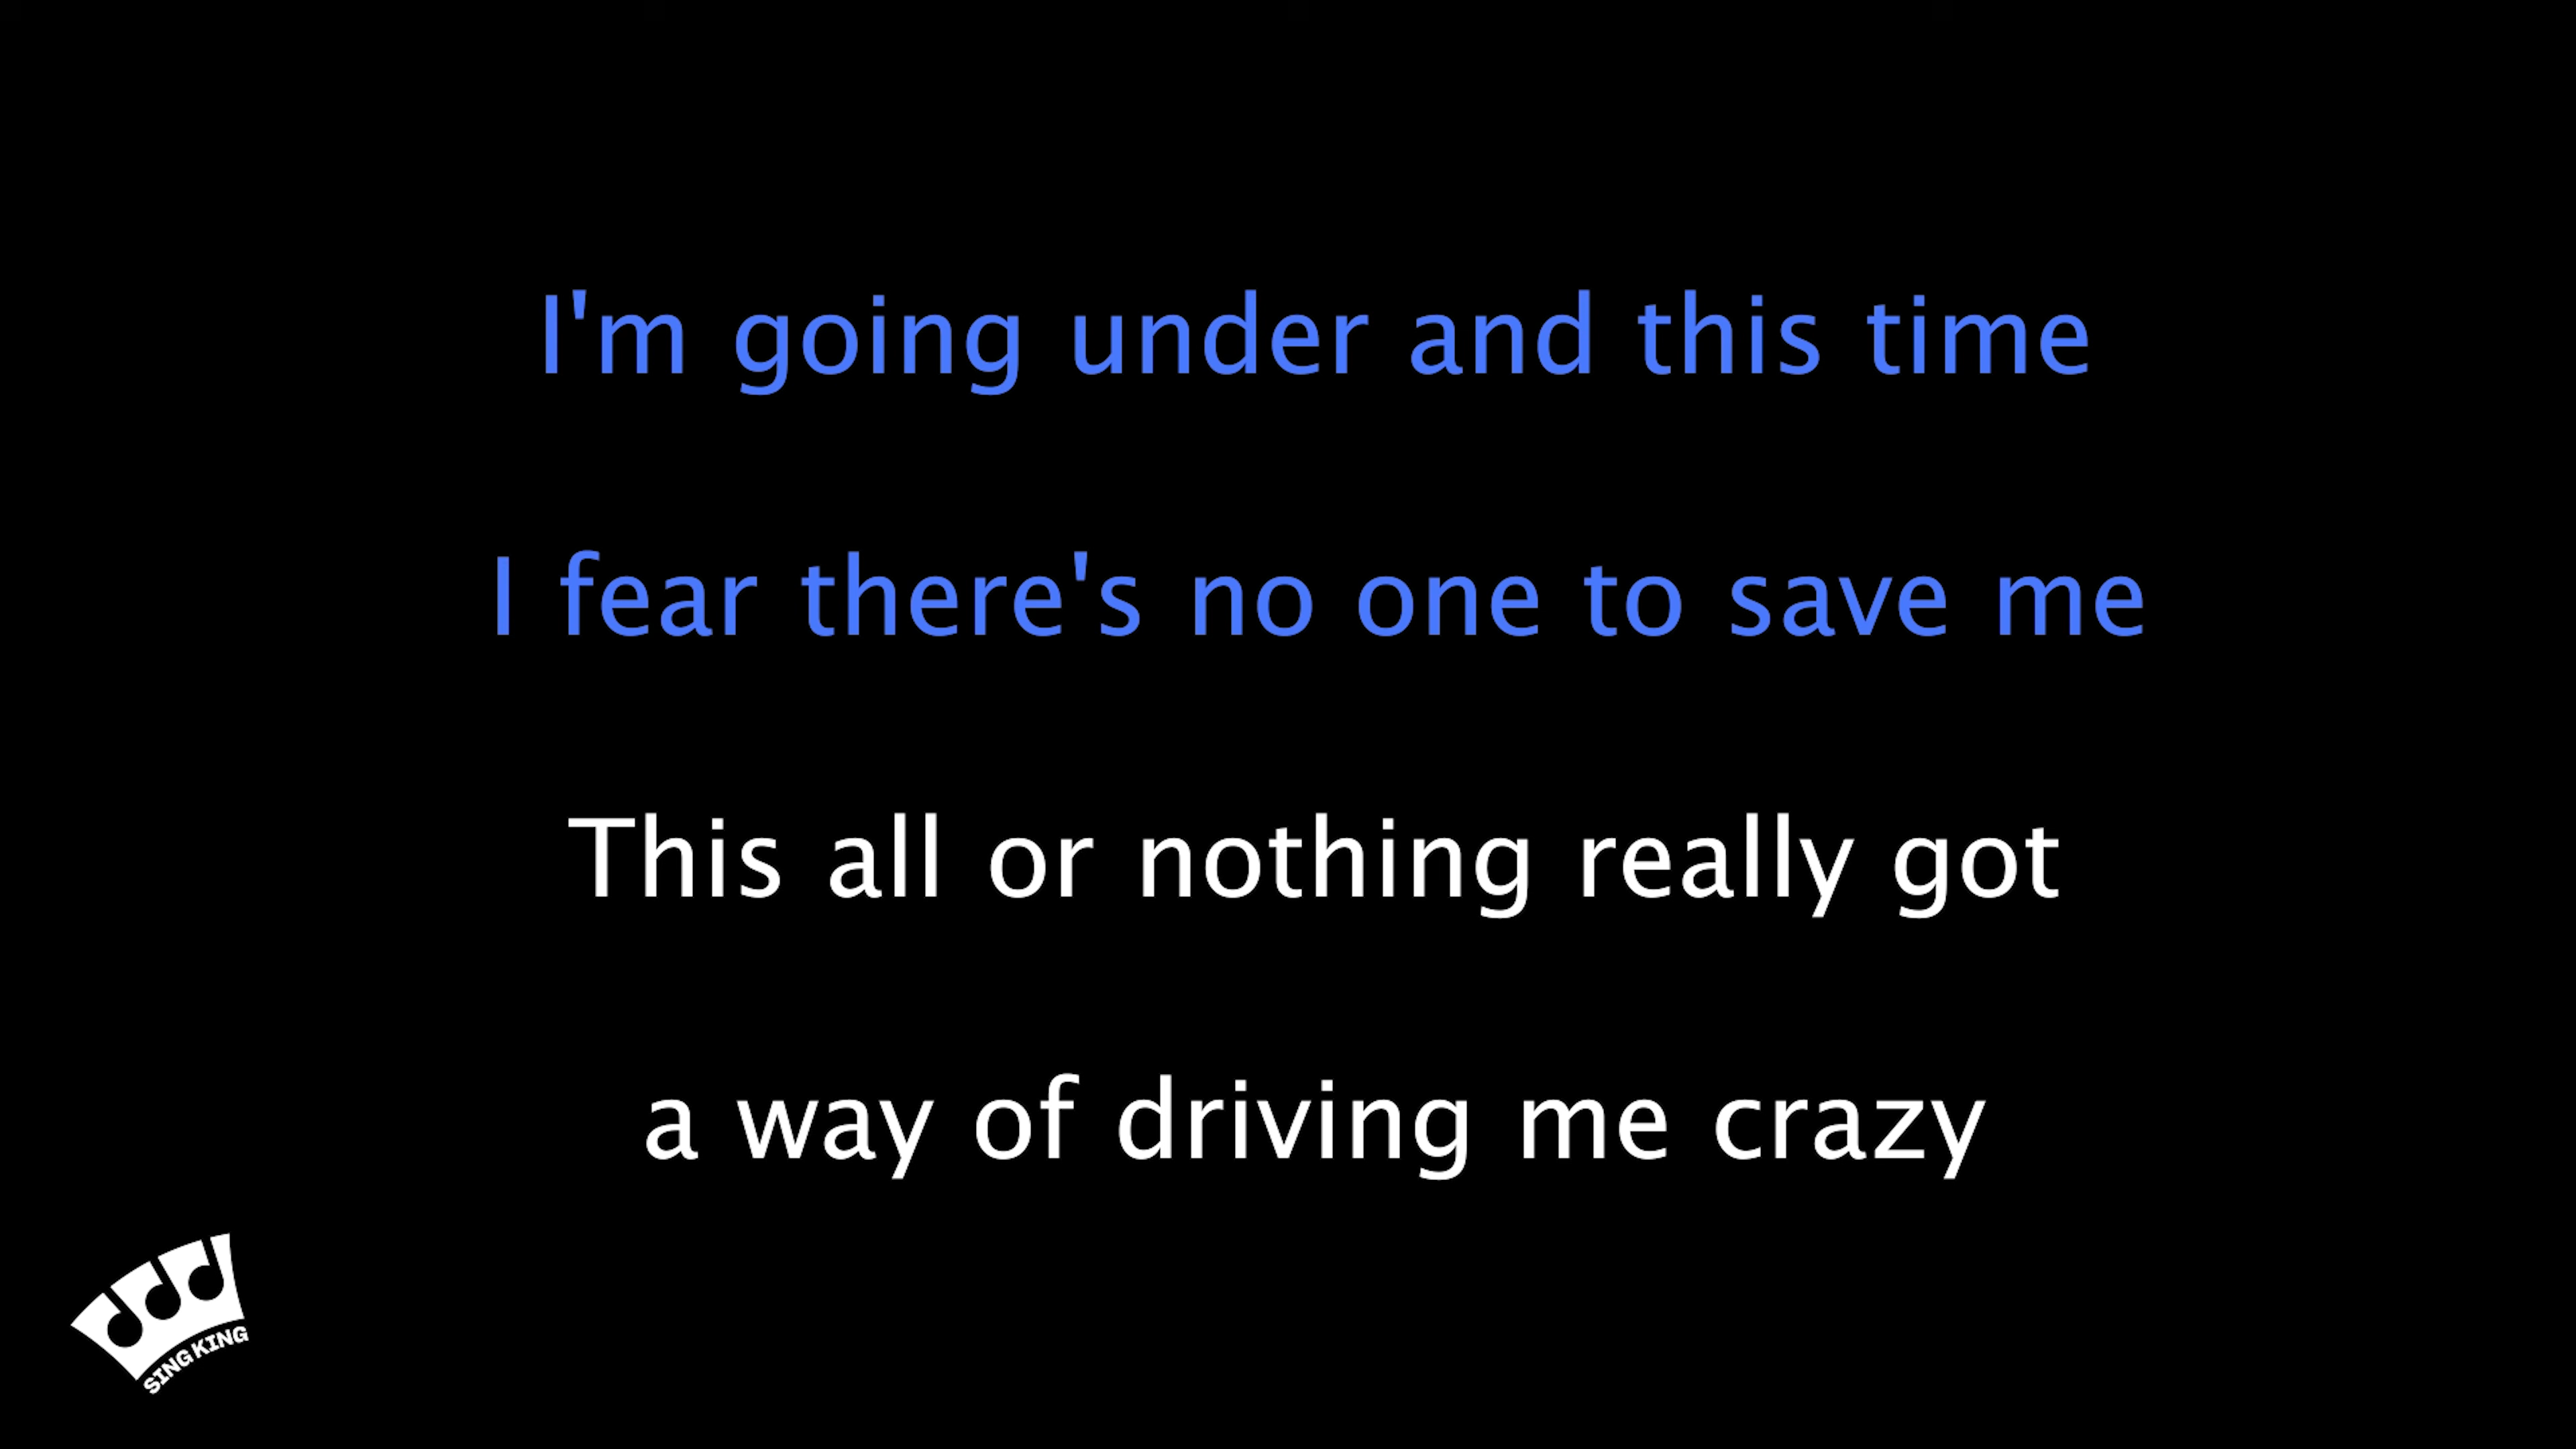 I'm going under and this time
I fear there's no one to save me
This all or nothing really got
a way of driving me crazy
SING KING